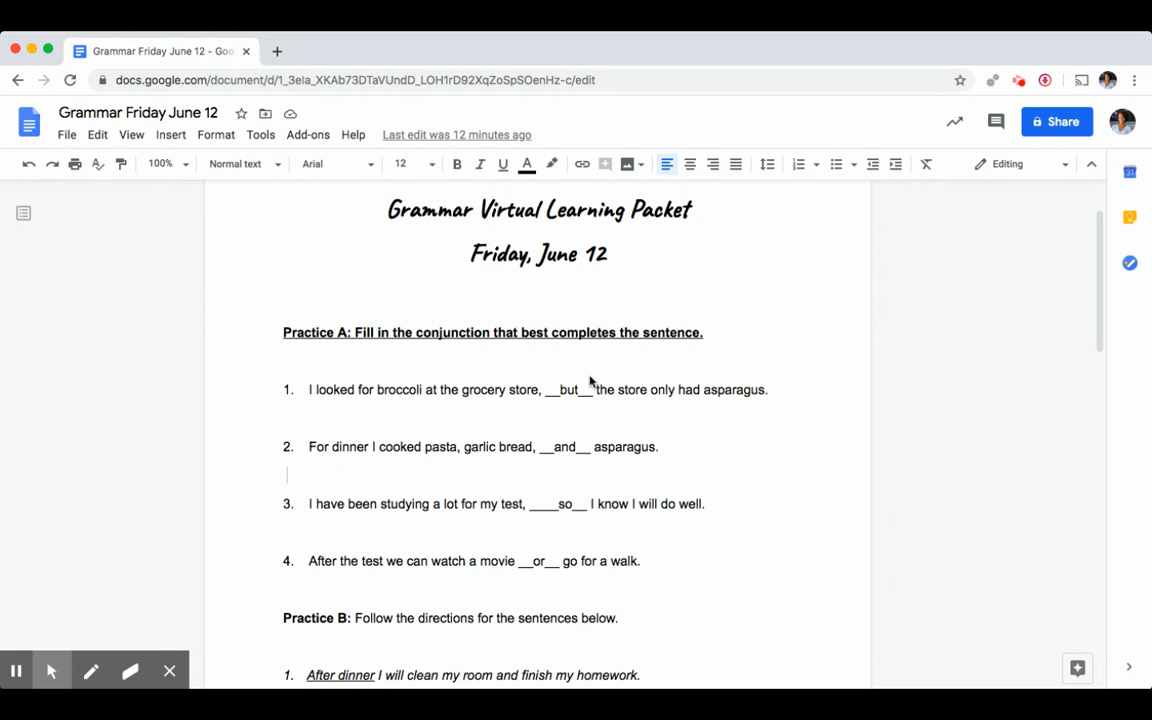 Grammar Friday June 12 - Goo
docs.google.com/document/d/1_3ela_XKAb73DTaVUndD_LOH1rD92XqZoSpSOenHz-c/edit
Grammar Friday June 12
Share
File Edit View Insert Format Tools Add-ons Help Last edit was 12 minutes ago
100% Normal text Arial 12 B I U A Editing
31
Grammar Virtual Learning Packet
Friday, June 12
Practice A: Fill in the conjunction that best completes the sentence.
1. I looked for broccoli at the grocery store, __but__ the store only had asparagus.
2. For dinner I cooked pasta, garlic bread, __and__ asparagus.
3. I have been studying a lot for my test, ____so__ I know I will do well.
4. After the test we can watch a movie __or__ go for a walk.
Practice B: Follow the directions for the sentences below.
1. After dinner I will clean my room and finish my homework.